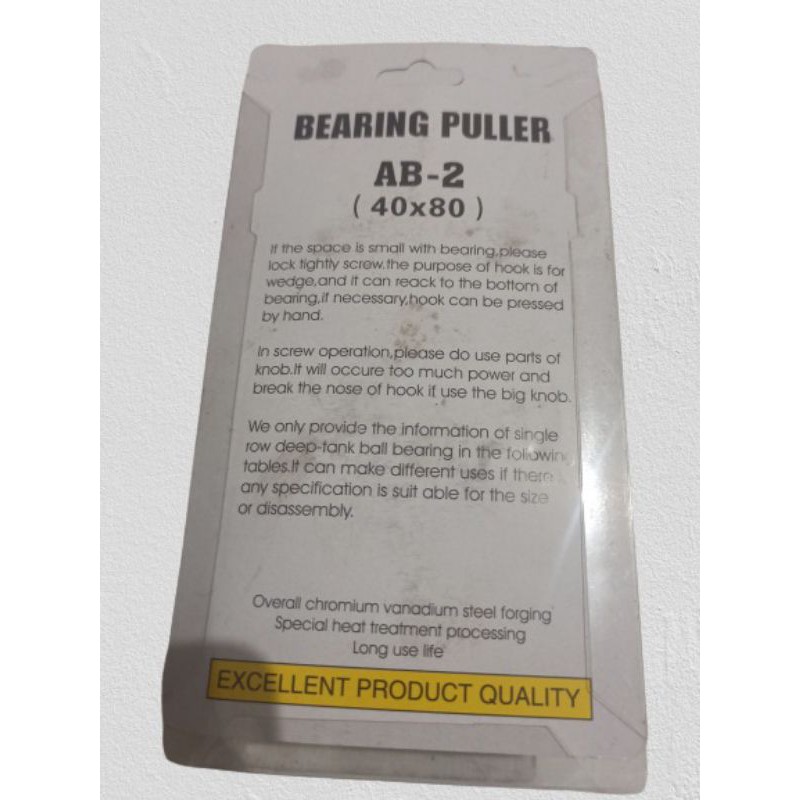 BEARING PULLER
AB-2
( 40x80 )
If the space is small with bearing,please
lock tightly screw.the purpose of hook is for
wedge,and it can reack to the bottom of
bearing,if necessary,hook can be pressed
by hand.
In screw operation,please do use parts of
knob.It will occure too much power and
break the nose of hook if use the big knob.
We only provide the information of single
row deep-tank ball bearing in the following
tables.It can make different uses if there
any specification is suit able for the size
or disassembly.
Overall chromium vanadium steel forging
Special heat treatment processing
Long use life
EXCELLENT PRODUCT QUALITY